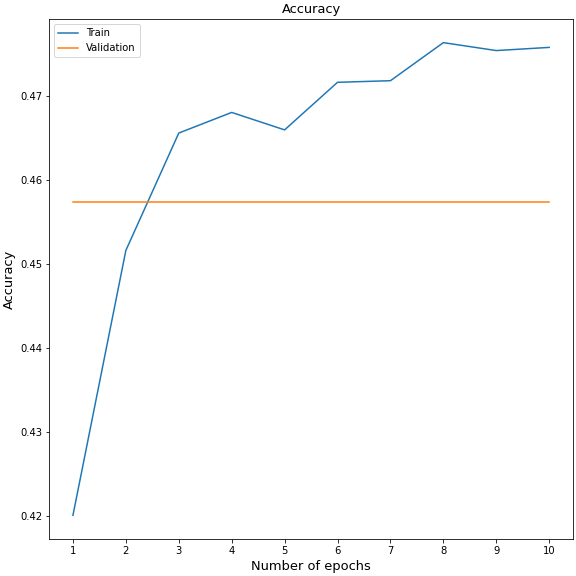 Accuracy
Train
Validation
0.47
0.46
0.45
0.44
0.43
0.42
Accuracy
1 2 3 4 5 6 7 8 9 10
Number of epochs